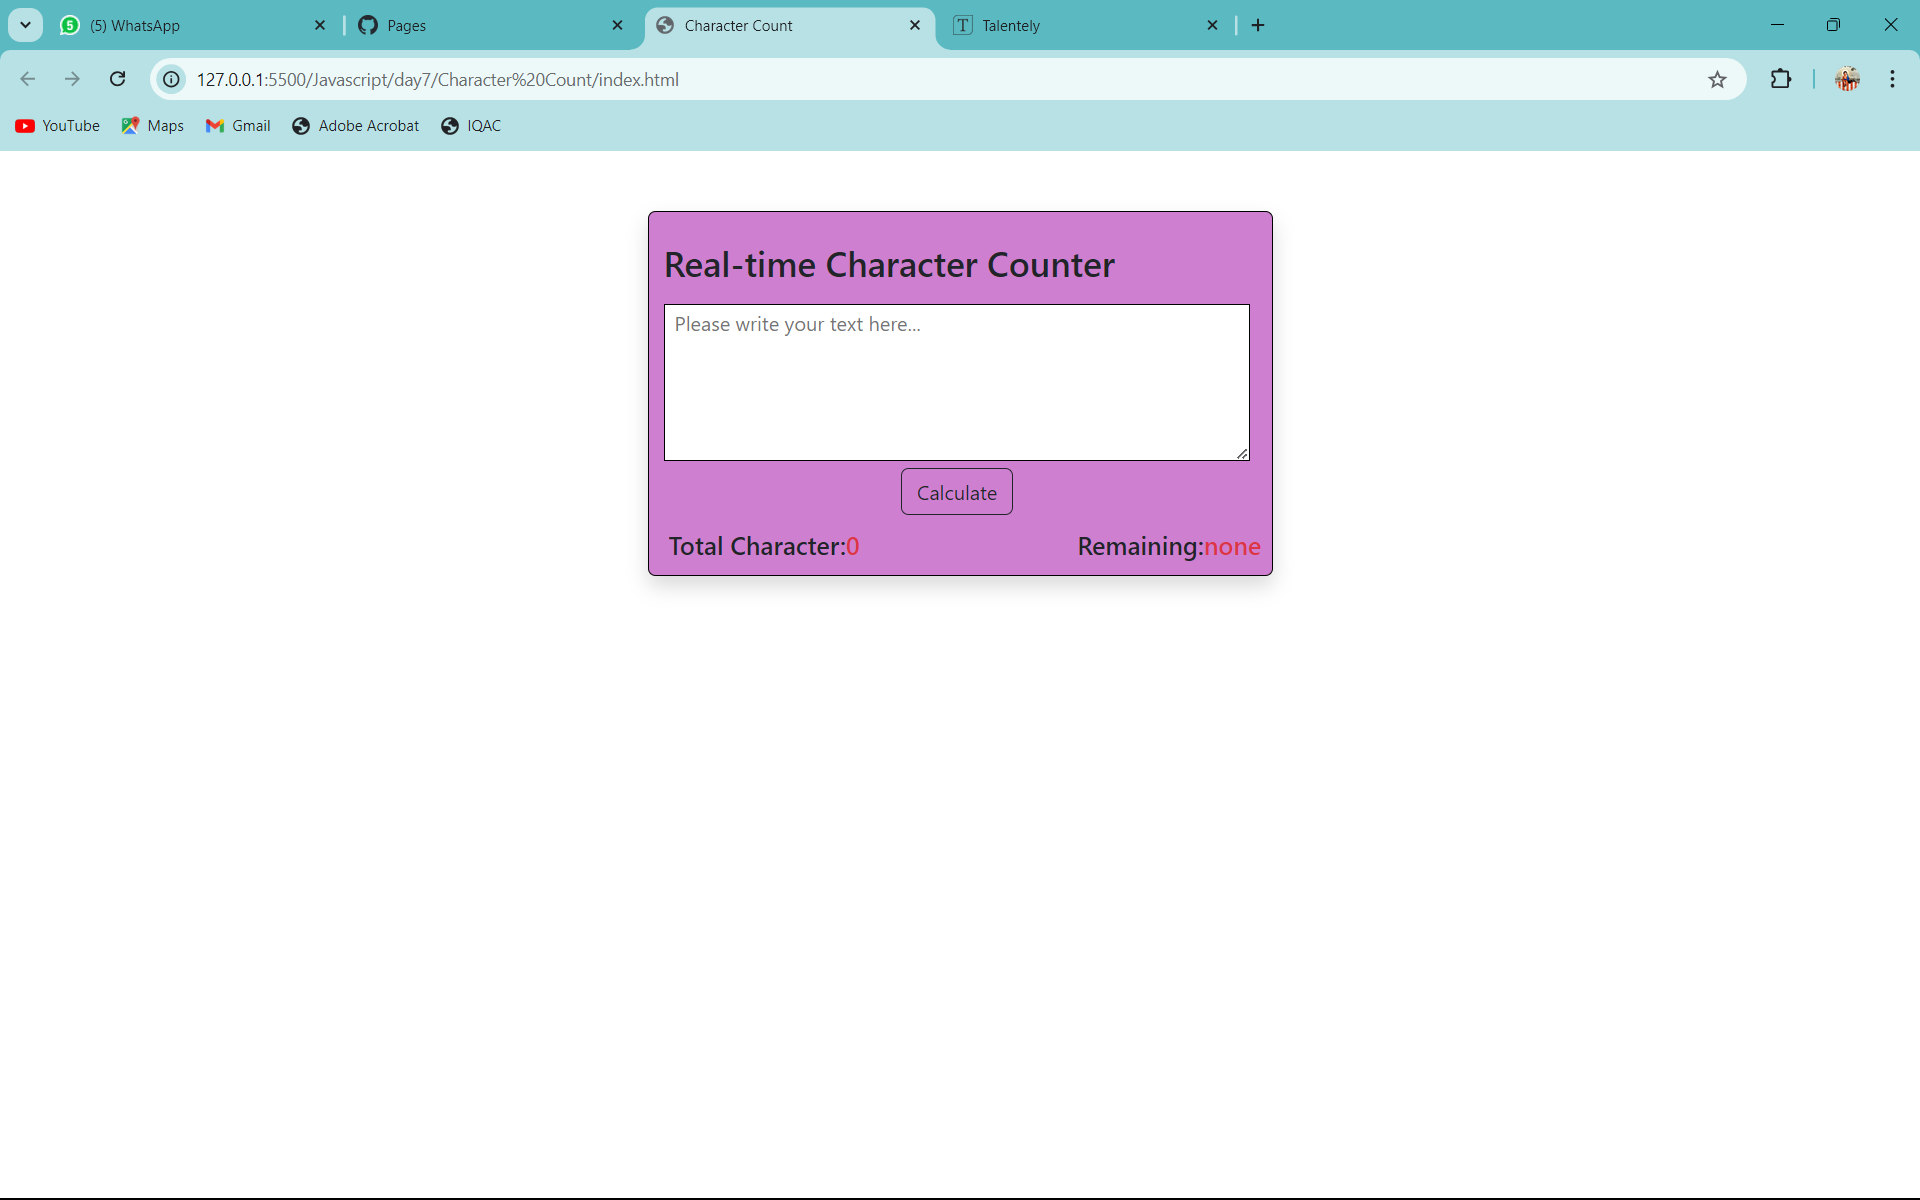 (5) WhatsApp
Pages
Character Count
Talentely
127.0.0.1:5500/Javascript/day7/Character%20Count/index.html
YouTube
Maps
Gmail
Adobe Acrobat
IQAC
Real-time Character Counter
Please write your text here...
Calculate
Total Character:0
Remaining:none